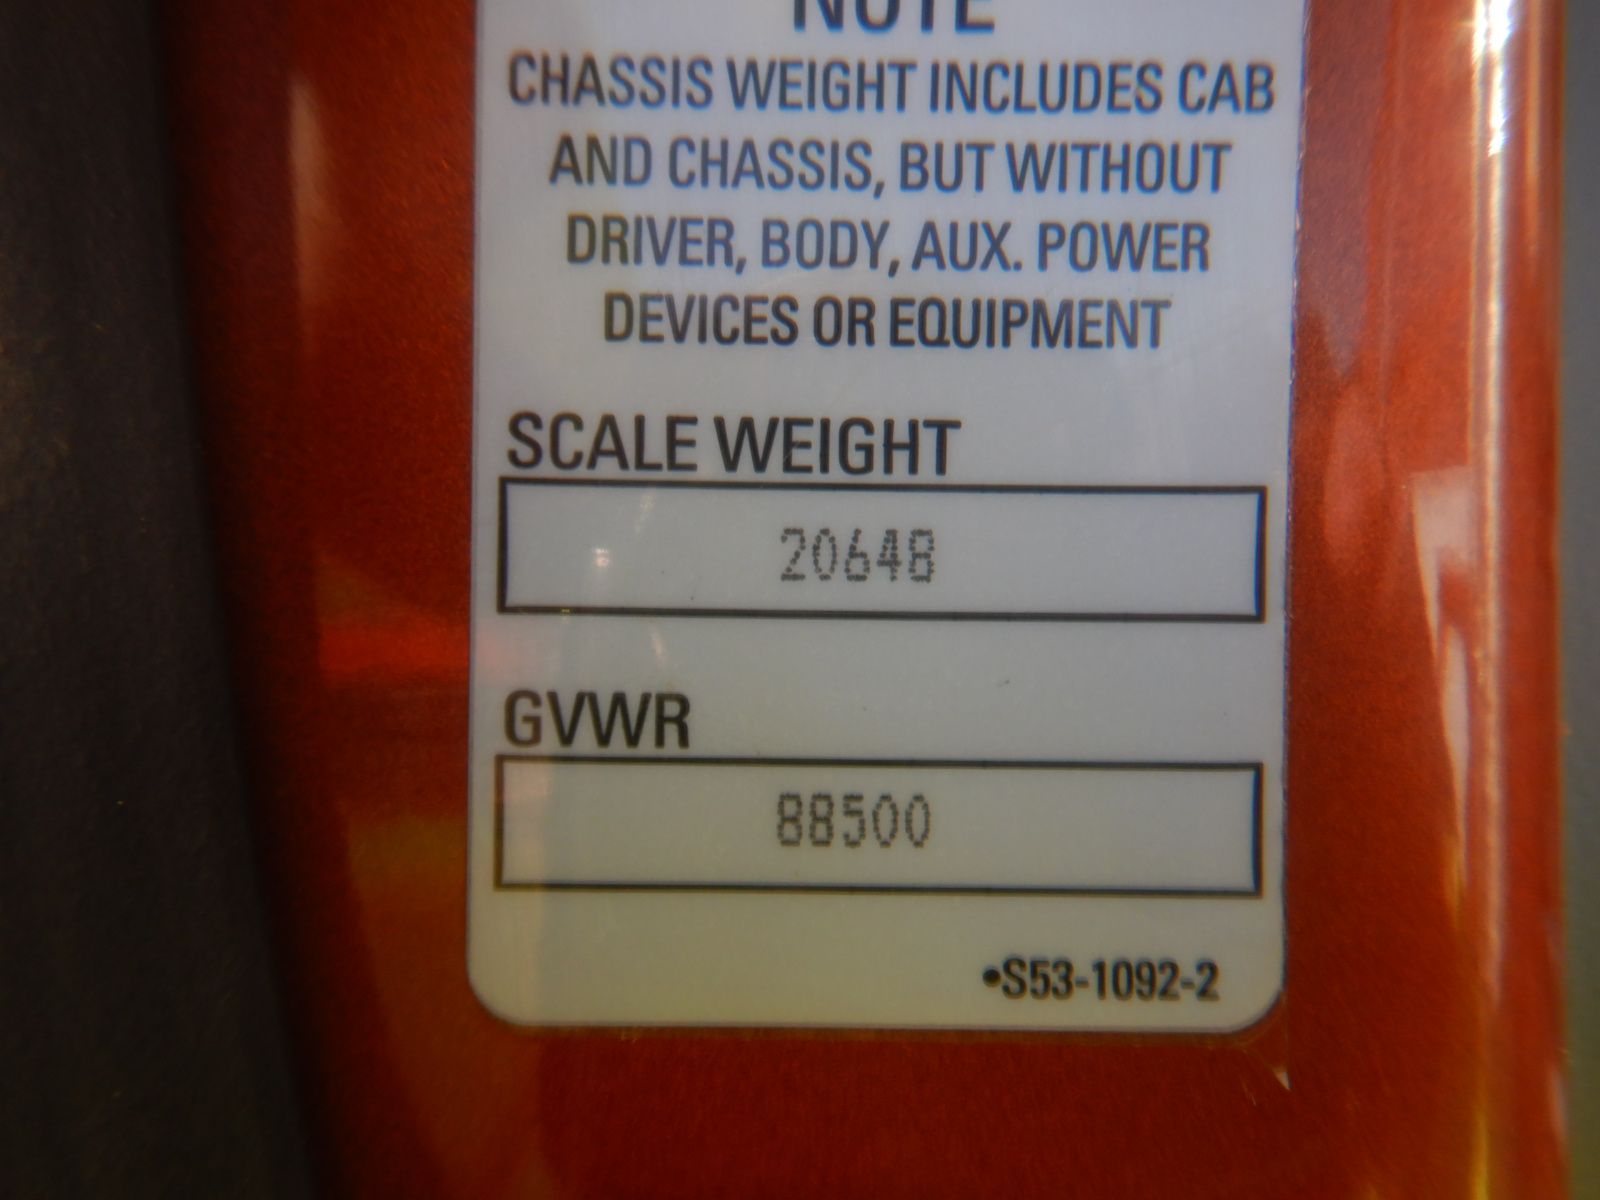 NOTE
CHASSIS WEIGHT INCLUDES CAB
AND CHASSIS, BUT WITHOUT
DRIVER, BODY, AUX. POWER
DEVICES OR EQUIPMENT
SCALE WEIGHT
20648
GVWR
88500
•S53-1092-2